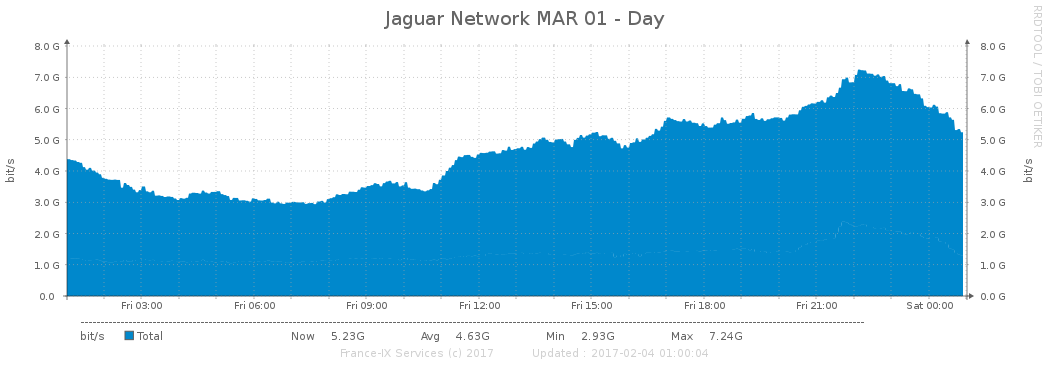 Jaguar Network MAR 01 - Day
RRDTOOL / TOBI OETIKER
8.0 G 8.0 G
7.0 G 7.0 G
6.0 G 6.0 G
5.0 G 5.0 G
4.0 G 4.0 G
3.0 G 3.0 G
2.0 G 2.0 G
1.0 G 1.0 G
0.0 0.0 G
bit/s
bit/s
Fri 03:00 Fri 06:00 Fri 09:00 Fri 12:00 Fri 15:00 Fri 18:00 Fri 21:00 Sat 00:00
bit/s Total Now 5.23G Avg 4.63G Min 2.93G Max 7.24G
France-IX Services (c) 2017 Updated : 2017-02-04 01:00:04